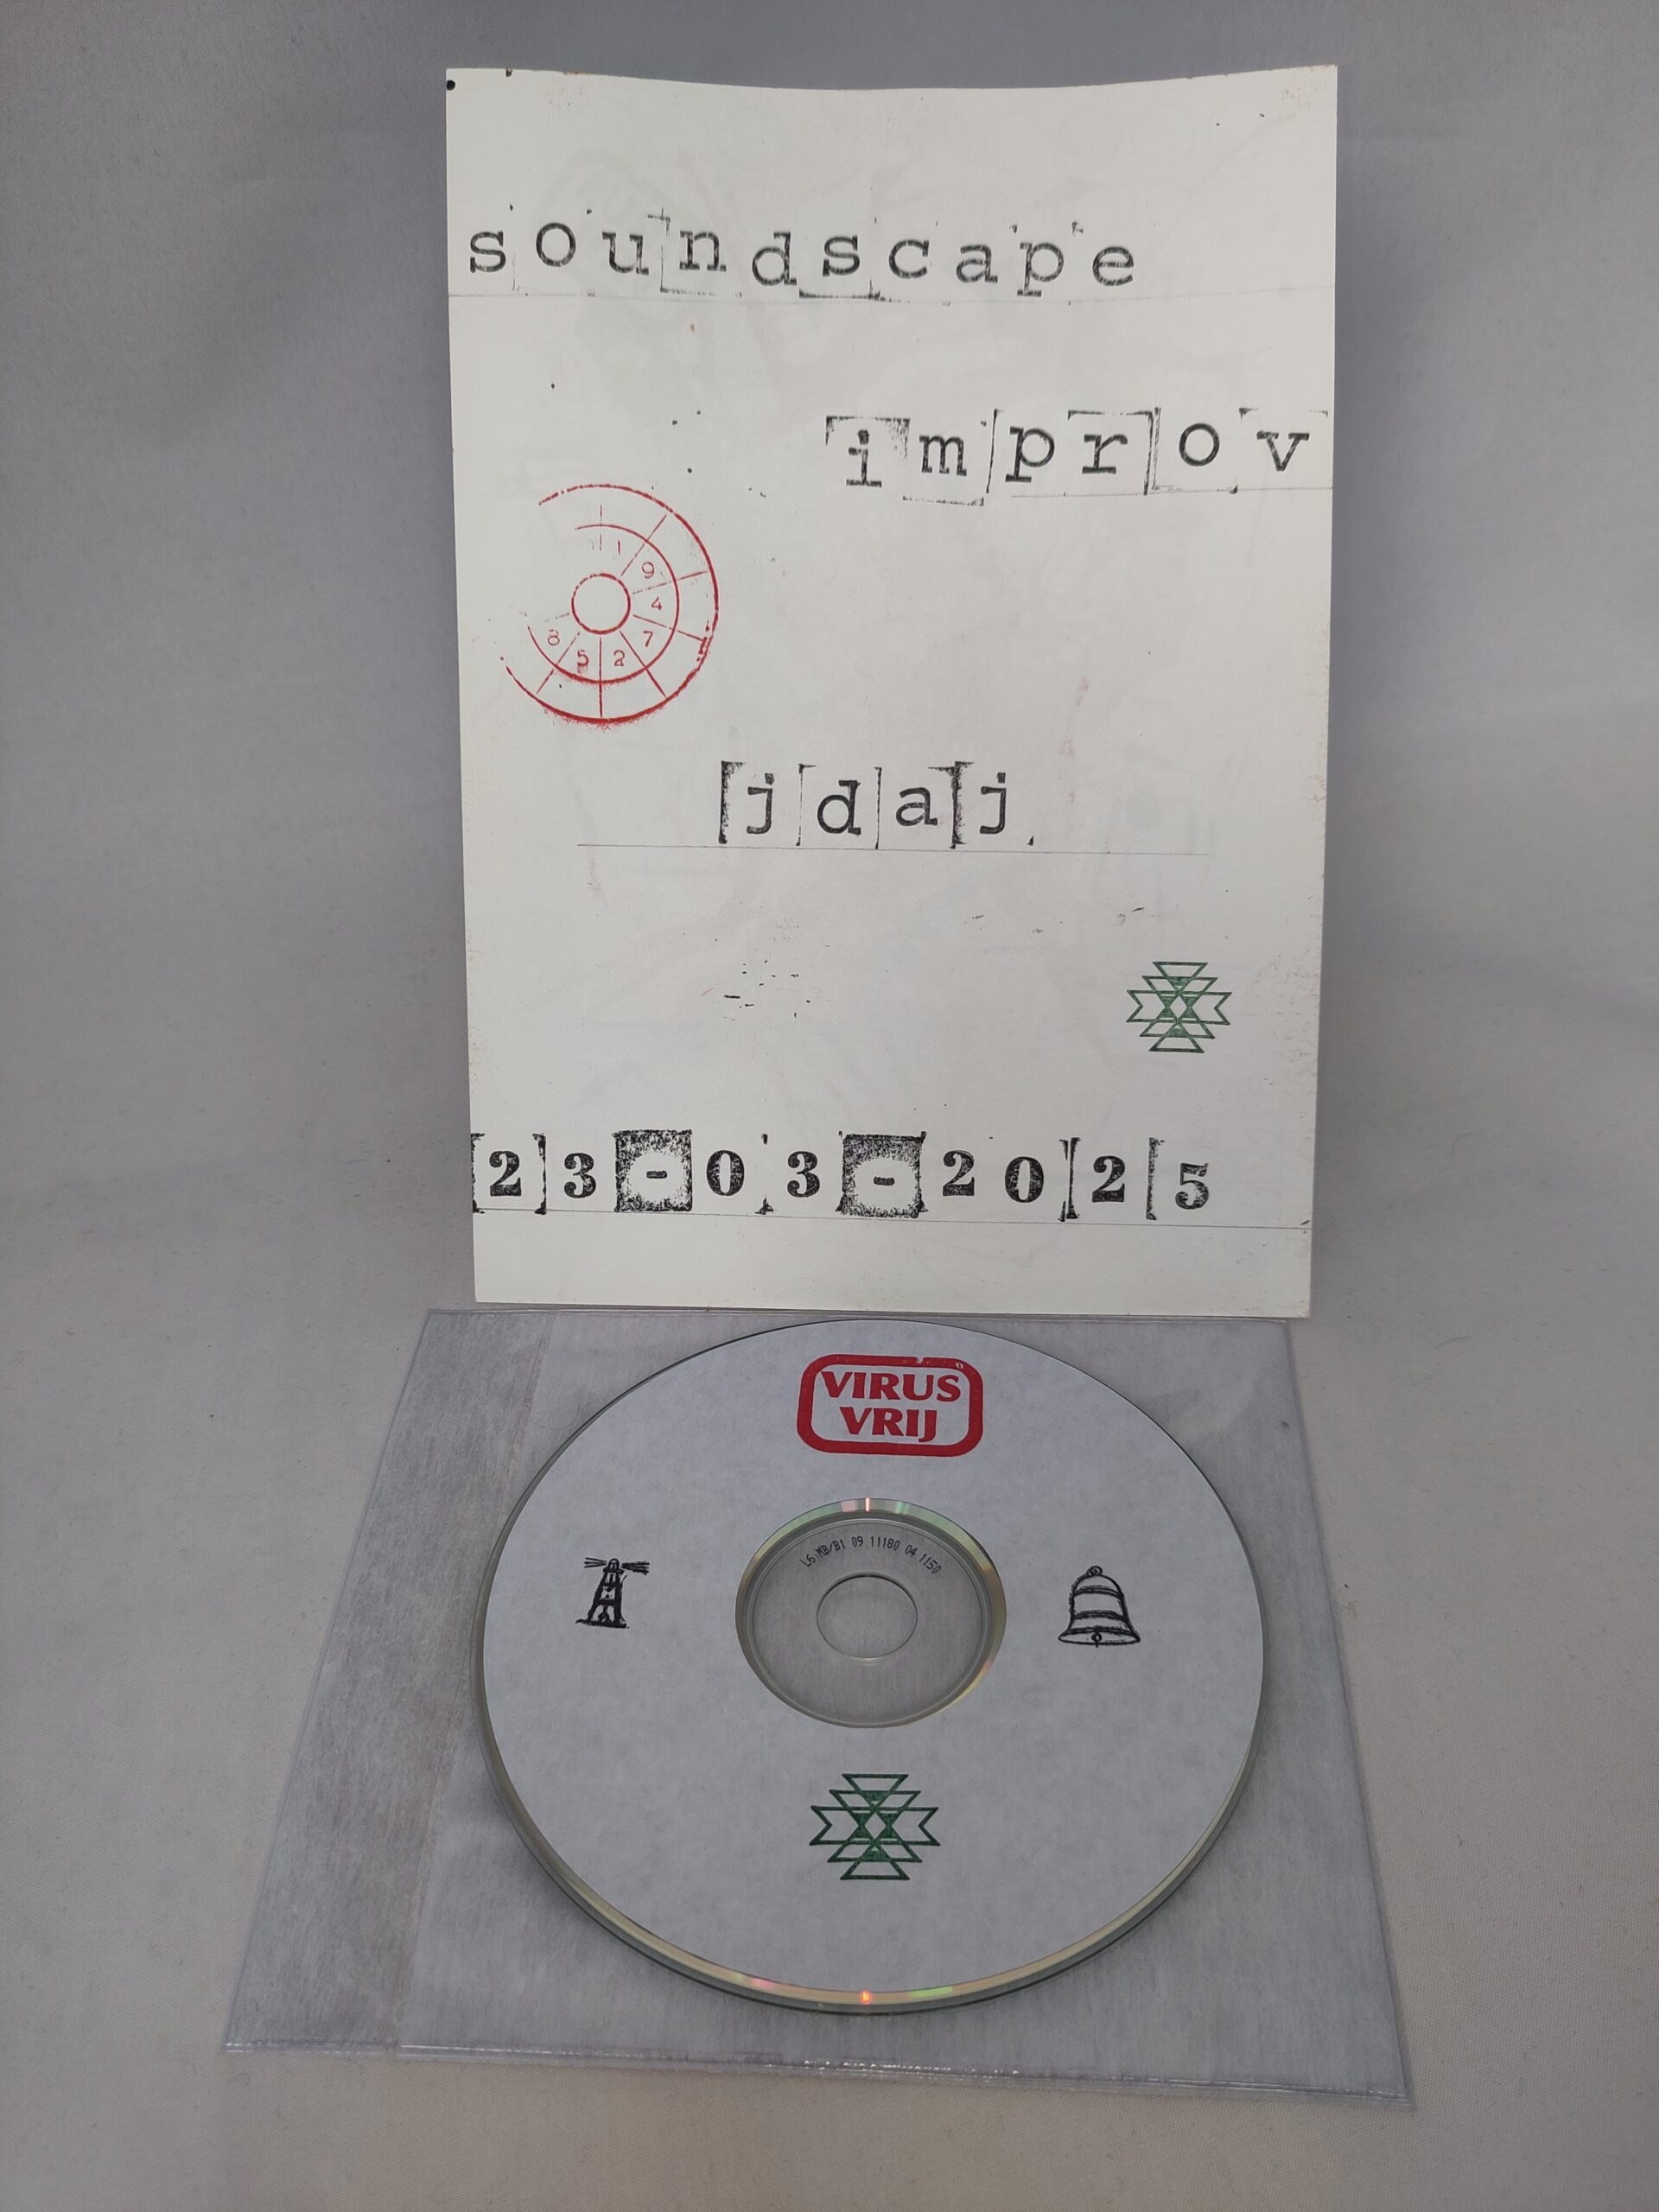 soundscape
improv
1
9
4
7
2
5
8
jdaj
23-03-2025
VIRUS
VRIJ
LG:MB/B1 09 11180 04 1150